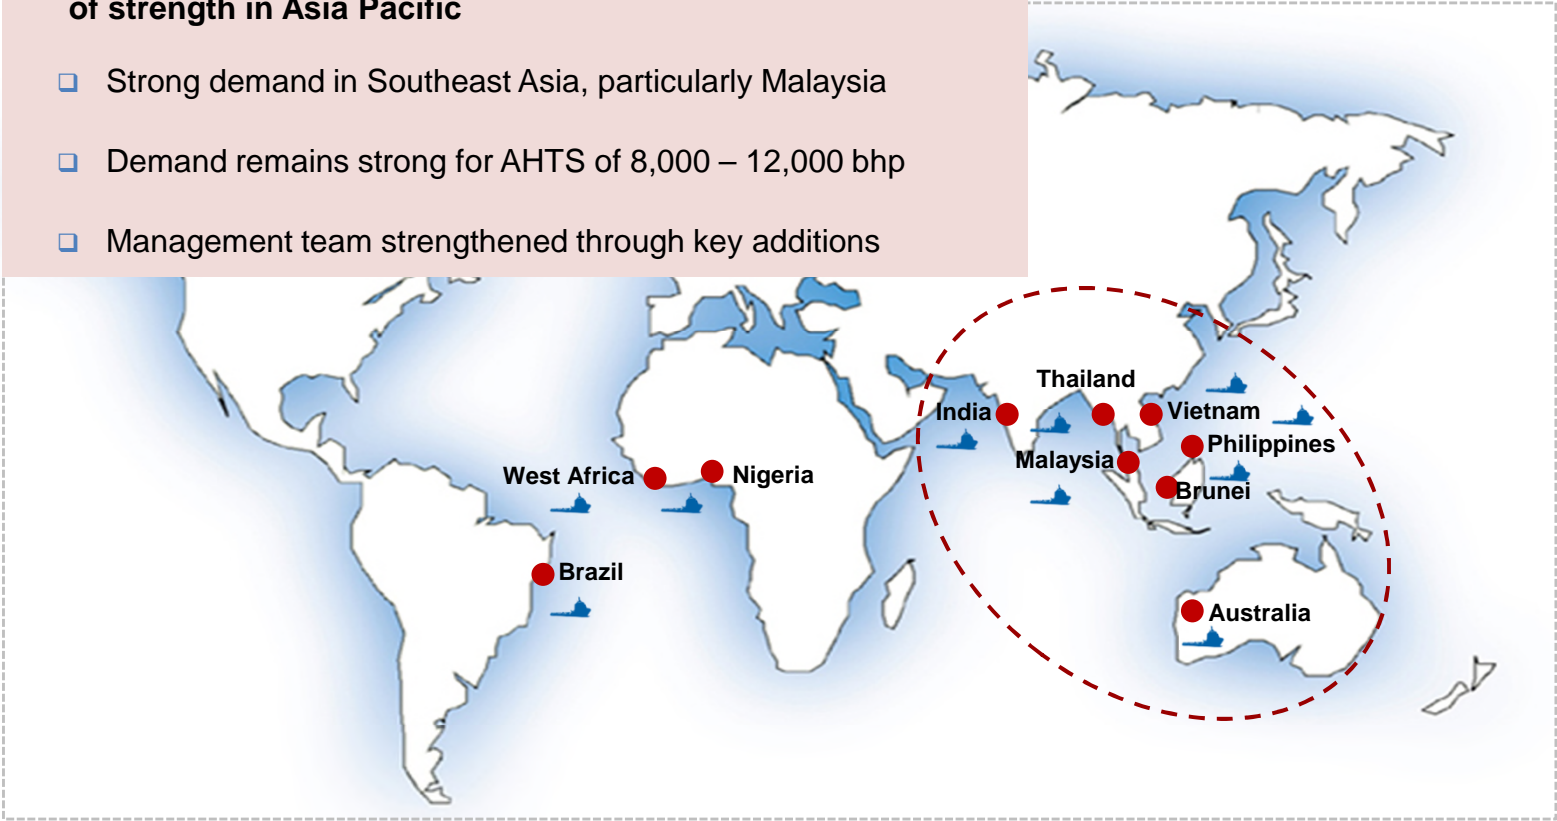 of strength in Asia Pacific
❑ Strong demand in Southeast Asia, particularly Malaysia
❑ Demand remains strong for AHTS of 8,000 – 12,000 bhp
❑ Management team strengthened through key additions
Thailand
India
Vietnam
Philippines
Malaysia
Brunei
West Africa
Nigeria
Brazil
Australia